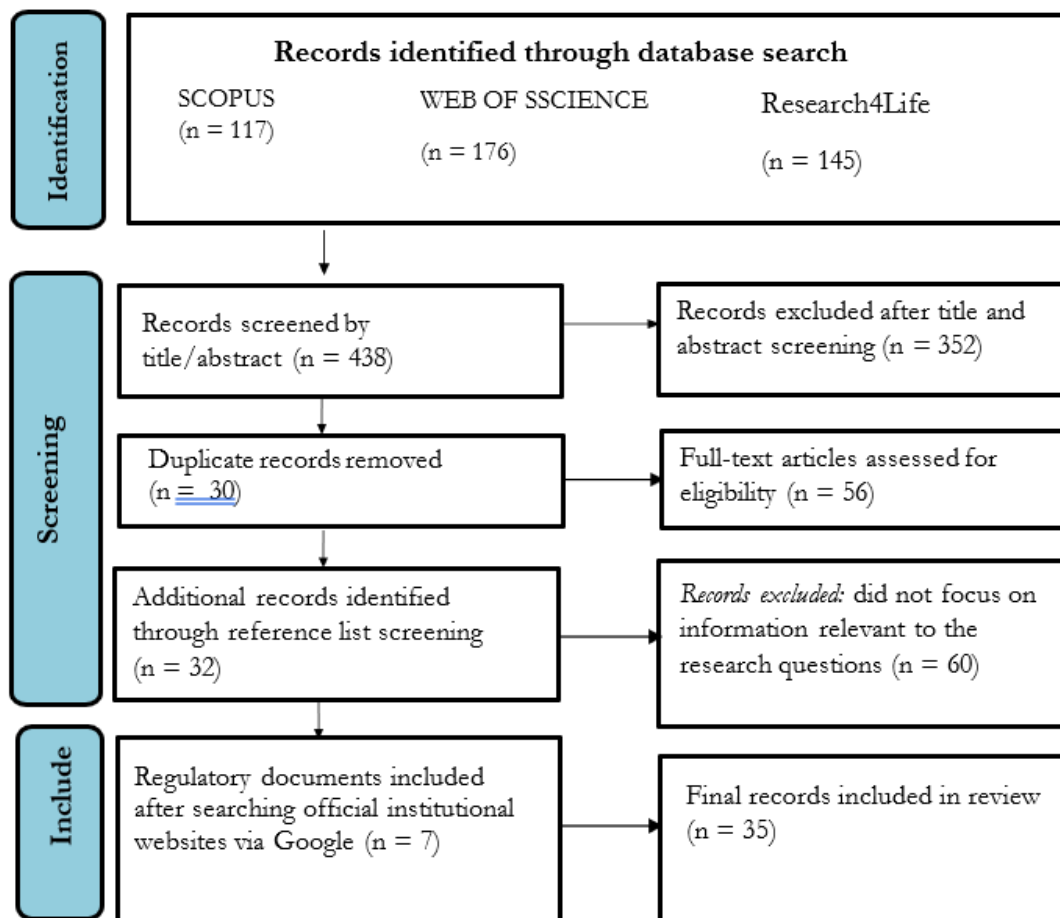 Identification
Records identified through database search
SCOPUS
(n = 117)
WEB OF SSCIENCE
(n = 176)
Research4Life
(n = 145)
Screening
Records screened by
title/abstract (n = 438)
Records excluded after title and
abstract screening (n = 352)
Duplicate records removed
(n = 30)
Full-text articles assessed for
eligibility (n = 56)
Additional records identified
through reference list screening
(n = 32)
Records excluded: did not focus on
information relevant to the
research questions (n = 60)
Include
Regulatory documents included
after searching official institutional
websites via Google (n = 7)
Final records included in review
(n = 35)